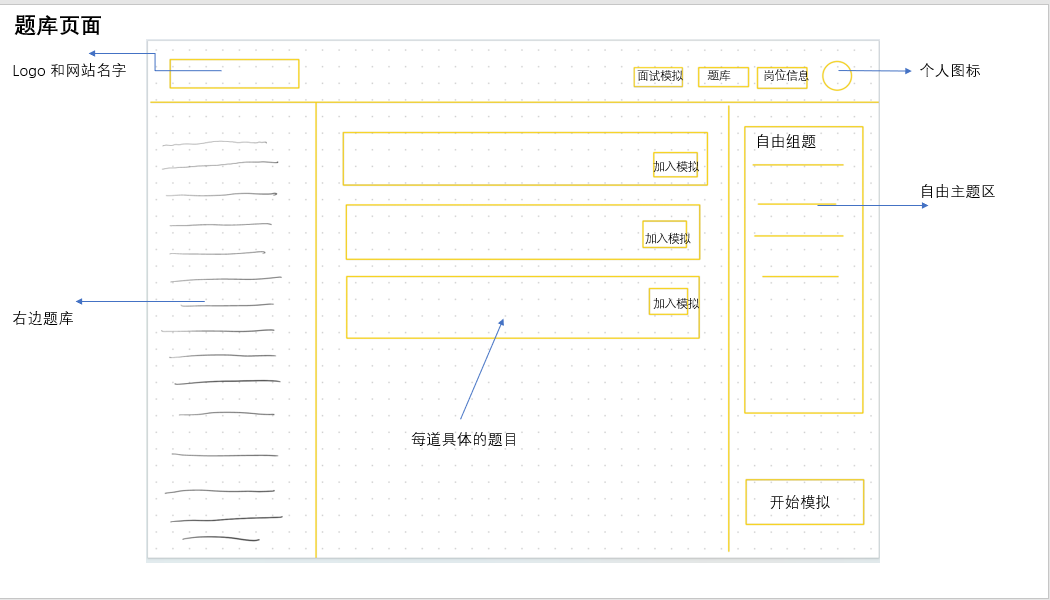 题库页面
Logo 和网站名字
面试模拟
题库
岗位信息
个人图标
自由组题
加入模拟
自由主题区
加入模拟
加入模拟
右边题库
每道具体的题目
开始模拟